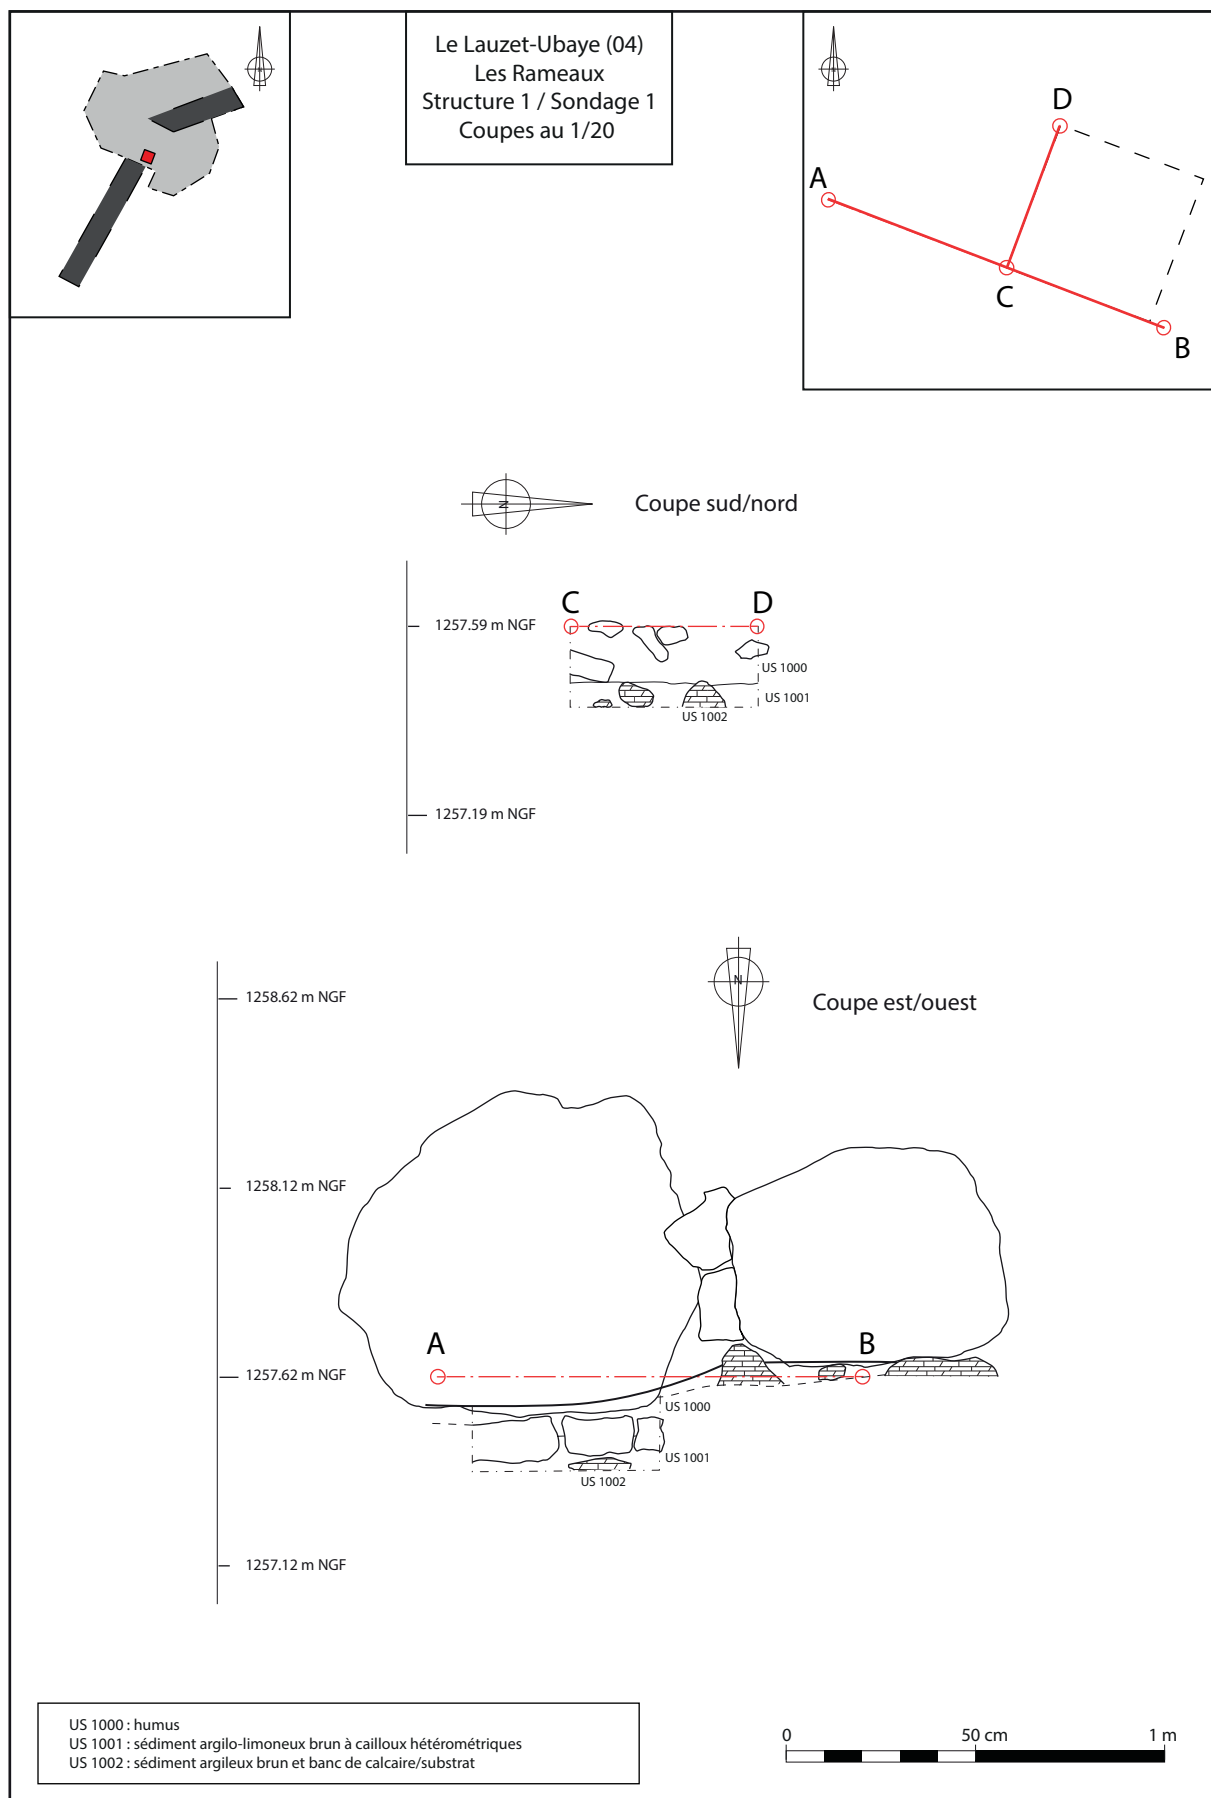 Le Lauzet-Ubaye (04)
Les Rameaux
Structure 1 / Sondage 1
Coupes au 1/20
N
N
A
D
C
B
N
Coupe sud/nord
C
D
1257.59 m NGF
US 1000
US 1001
US 1002
1257.19 m NGF
N
Coupe est/ouest
1258.62 m NGF
1258.12 m NGF
A
B
1257.62 m NGF
US 1000
US 1001
US 1002
1257.12 m NGF
US 1000 : humus
US 1001 : sédiment argilo-limoneux brun à cailloux hétérométriques
US 1002 : sédiment argileux brun et banc de calcaire/substrat
0 50 cm 1 m